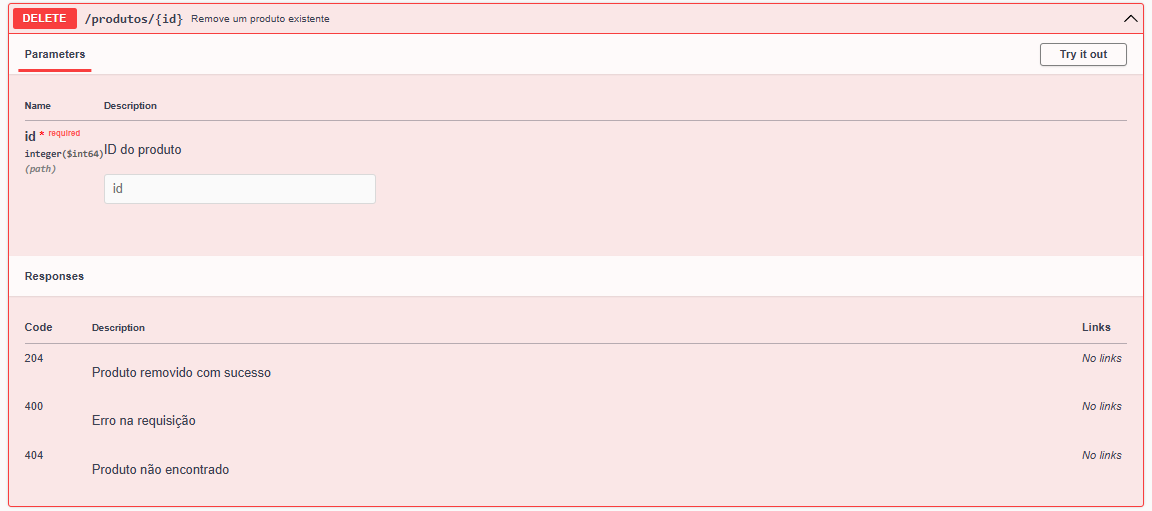 DELETE /produtos/{id} Remove um produto existente
Parameters Try it out
Name Description
id * required
integer($int64)
(path)
ID do produto
id
Responses
Code Description Links
204 Produto removido com sucesso No links
400 Erro na requisição No links
404 Produto não encontrado No links